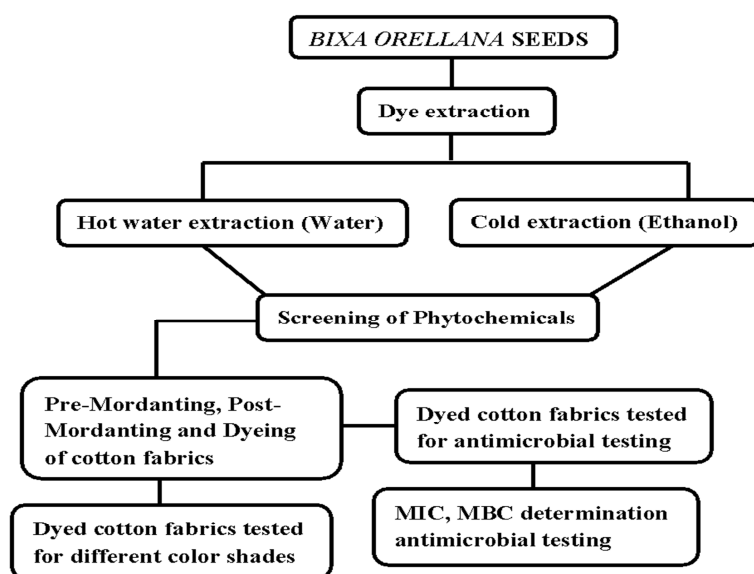 BIXA ORELLANA SEEDS
Dye extraction
Hot water extraction (Water)
Cold extraction (Ethanol)
Screening of Phytochemicals
Pre-Mordanting, Post-
Mordanting and Dyeing
of cotton fabrics
Dyed cotton fabrics tested
for antimicrobial testing
Dyed cotton fabrics tested
for different color shades
MIC, MBC determination
antimicrobial testing